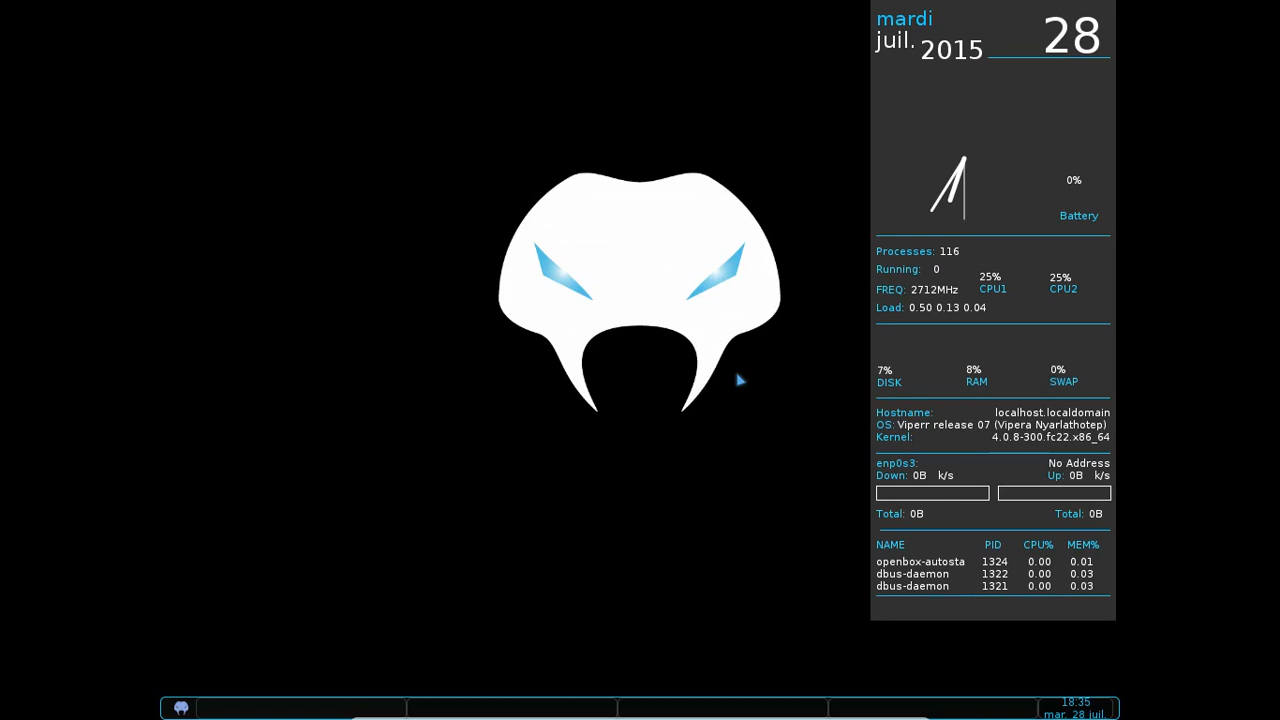 mardi
juil. 2015 28
0%
Battery
Processes: 116
Running: 0
25% 25%
FREQ: 2712MHz CPU1 CPU2
Load: 0.50 0.13 0.04
7% 8% 0%
DISK RAM SWAP
Hostname: localhost.localdomain
OS: Viperr release 07 (Vipera Nyarlathotep)
Kernel: 4.0.8-300.fc22.x86_64
enp0s3: No Address
Down: 0B k/s Up: 0B k/s
Total: 0B Total: 0B
NAME PID CPU% MEM%
openbox-autosta 1324 0.00 0.01
dbus-daemon 1322 0.00 0.03
dbus-daemon 1321 0.00 0.03
18:35
mar. 28 juil.